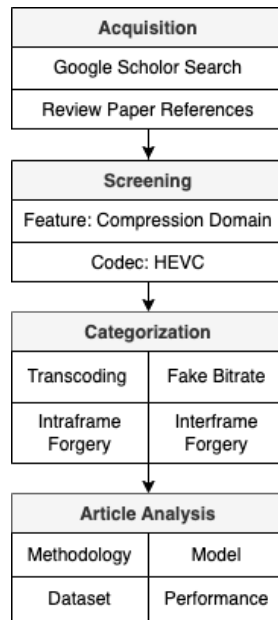 Acquisition
Google Scholor Search
Review Paper References
Screening
Feature: Compression Domain
Codec: HEVC
Categorization
Transcoding Fake Bitrate
Intraframe Interframe
Forgery Forgery
Article Analysis
Methodology Model
Dataset Performance